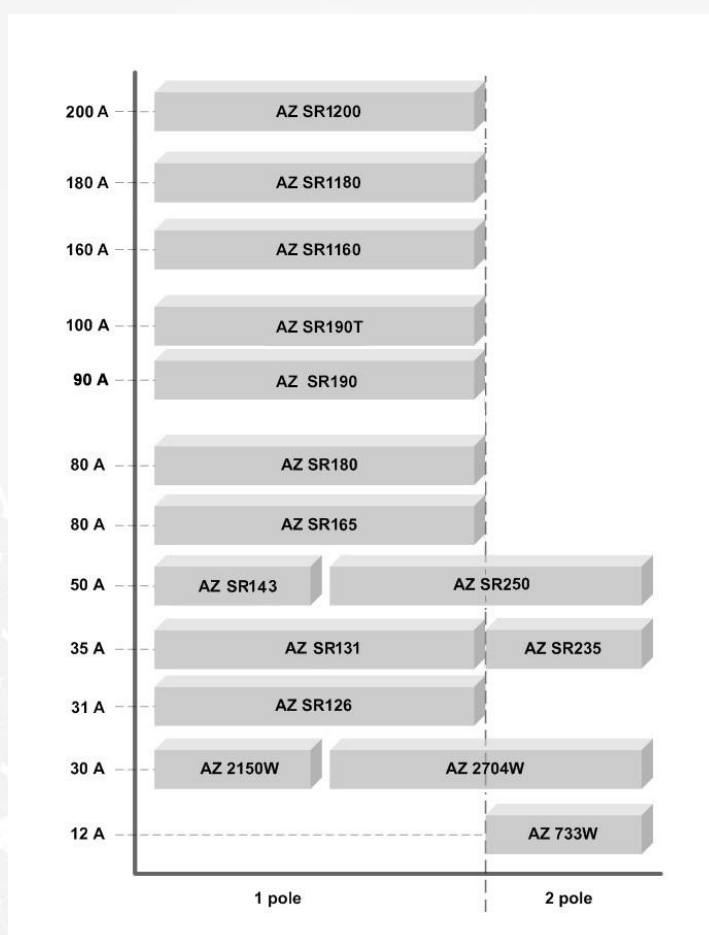 200 A AZ SR1200
180 A AZ SR1180
160 A AZ SR1160
100 A AZ SR190T
90 A AZ SR190
80 A AZ SR180
80 A AZ SR165
50 A AZ SR143 AZ SR250
35 A AZ SR131 AZ SR235
31 A AZ SR126
30 A AZ 2150W AZ 2704W
12 A AZ 733W
1 pole 2 pole